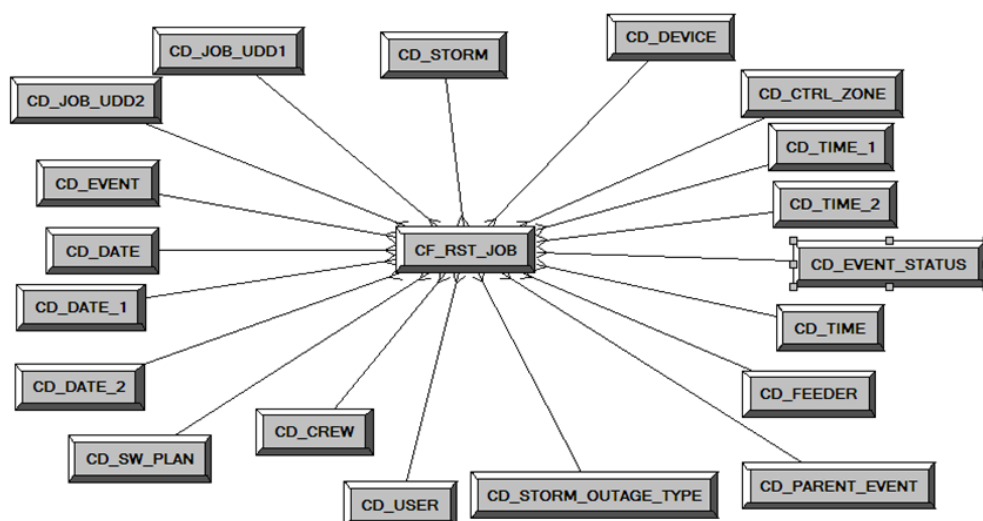 CD_JOB_UDD1
CD_STORM
CD_DEVICE
CD_JOB_UDD2
CD_CTRL_ZONE
CD_TIME_1
CD_EVENT
CD_TIME_2
CD_DATE
CF_RST_JOB
CD_EVENT_STATUS
CD_DATE_1
CD_TIME
CD_DATE_2
CD_FEEDER
CD_CREW
CD_SW_PLAN
CD_USER
CD_STORM_OUTAGE_TYPE
CD_PARENT_EVENT